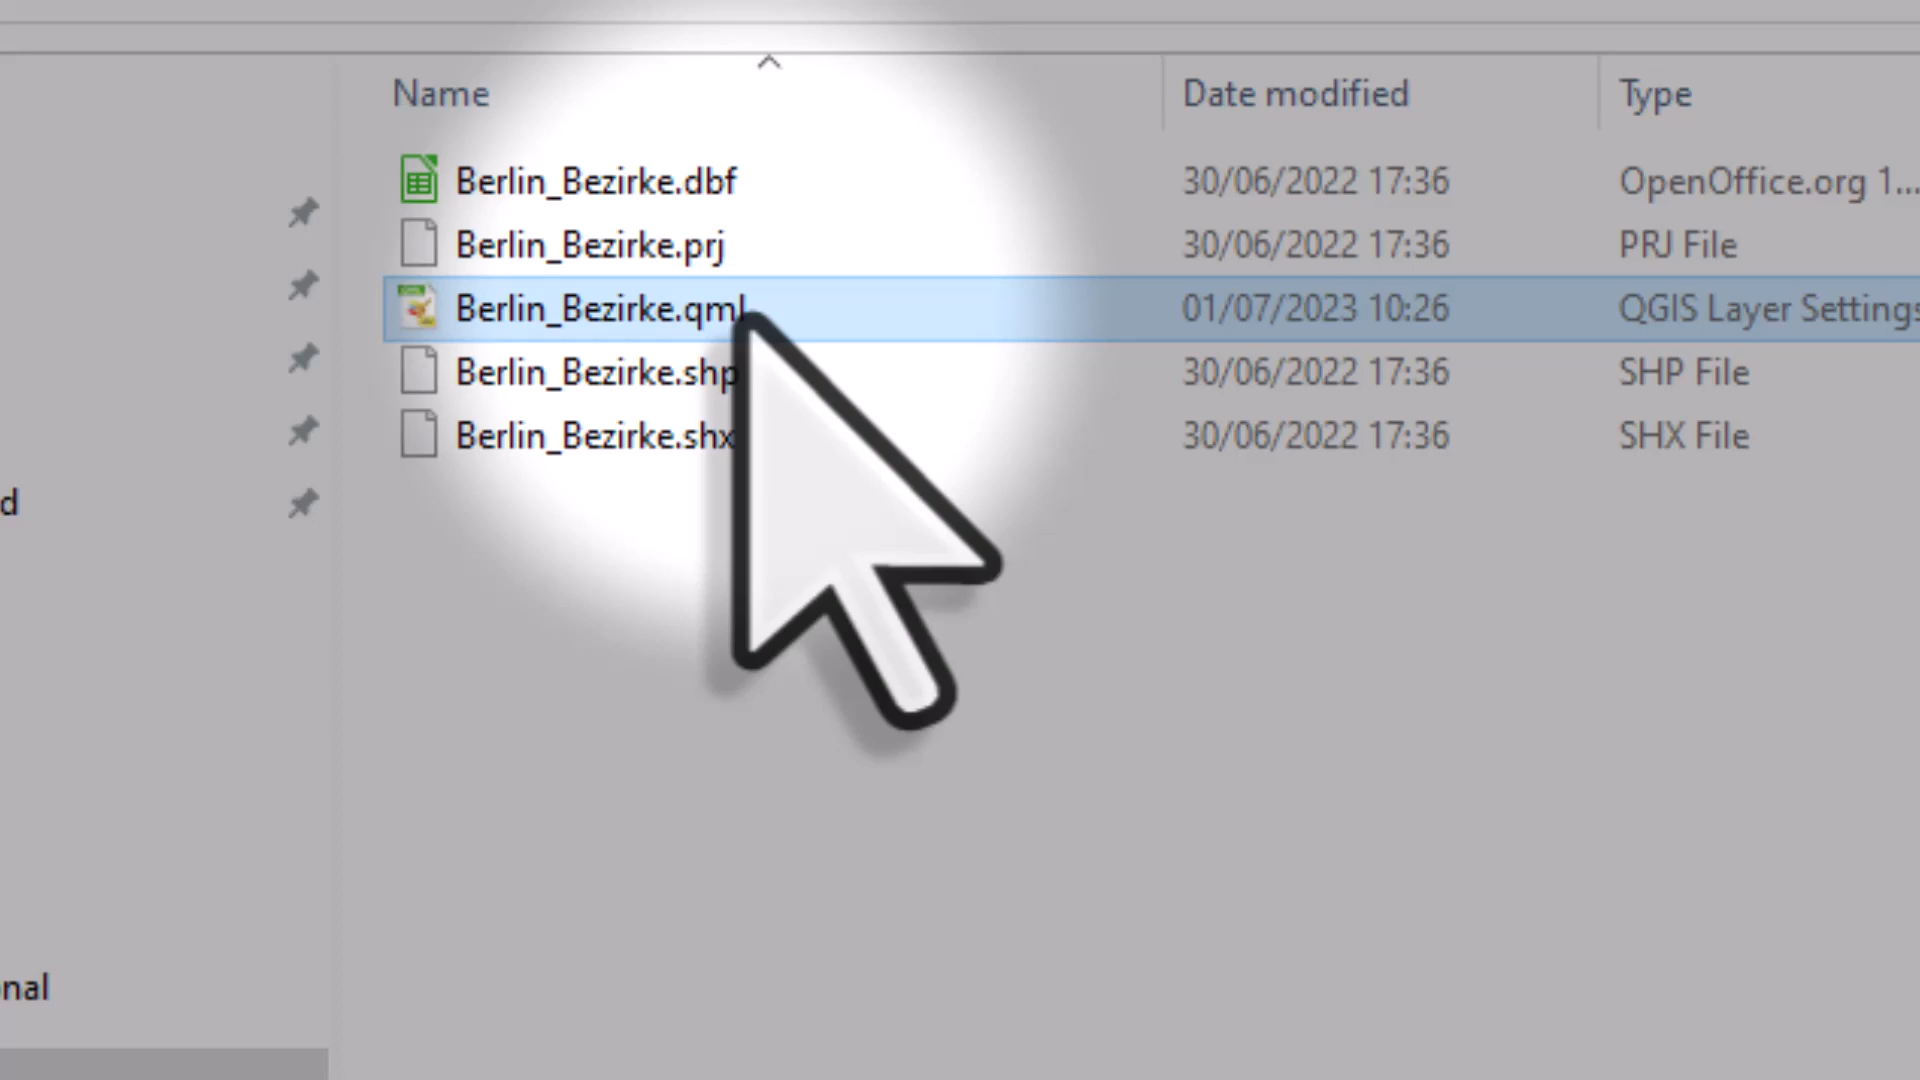 Name Date modified Type
Berlin_Bezirke.dbf 30/06/2022 17:36 OpenOffice.org 1...
Berlin_Bezirke.prj 30/06/2022 17:36 PRJ File
Berlin_Bezirke.qml 01/07/2023 10:26 QGIS Layer Settings
Berlin_Bezirke.shp 30/06/2022 17:36 SHP File
Berlin_Bezirke.shx 30/06/2022 17:36 SHX File
d
nal